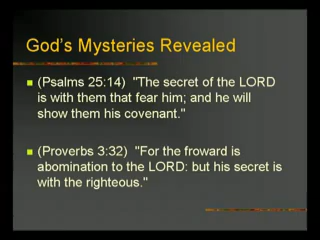 God's Mysteries Revealed
(Psalms 25:14) "The secret of the LORD
is with them that fear him; and he will
show them his covenant."
(Proverbs 3:32) "For the froward is
abomination to the LORD: but his secret is
with the righteous."